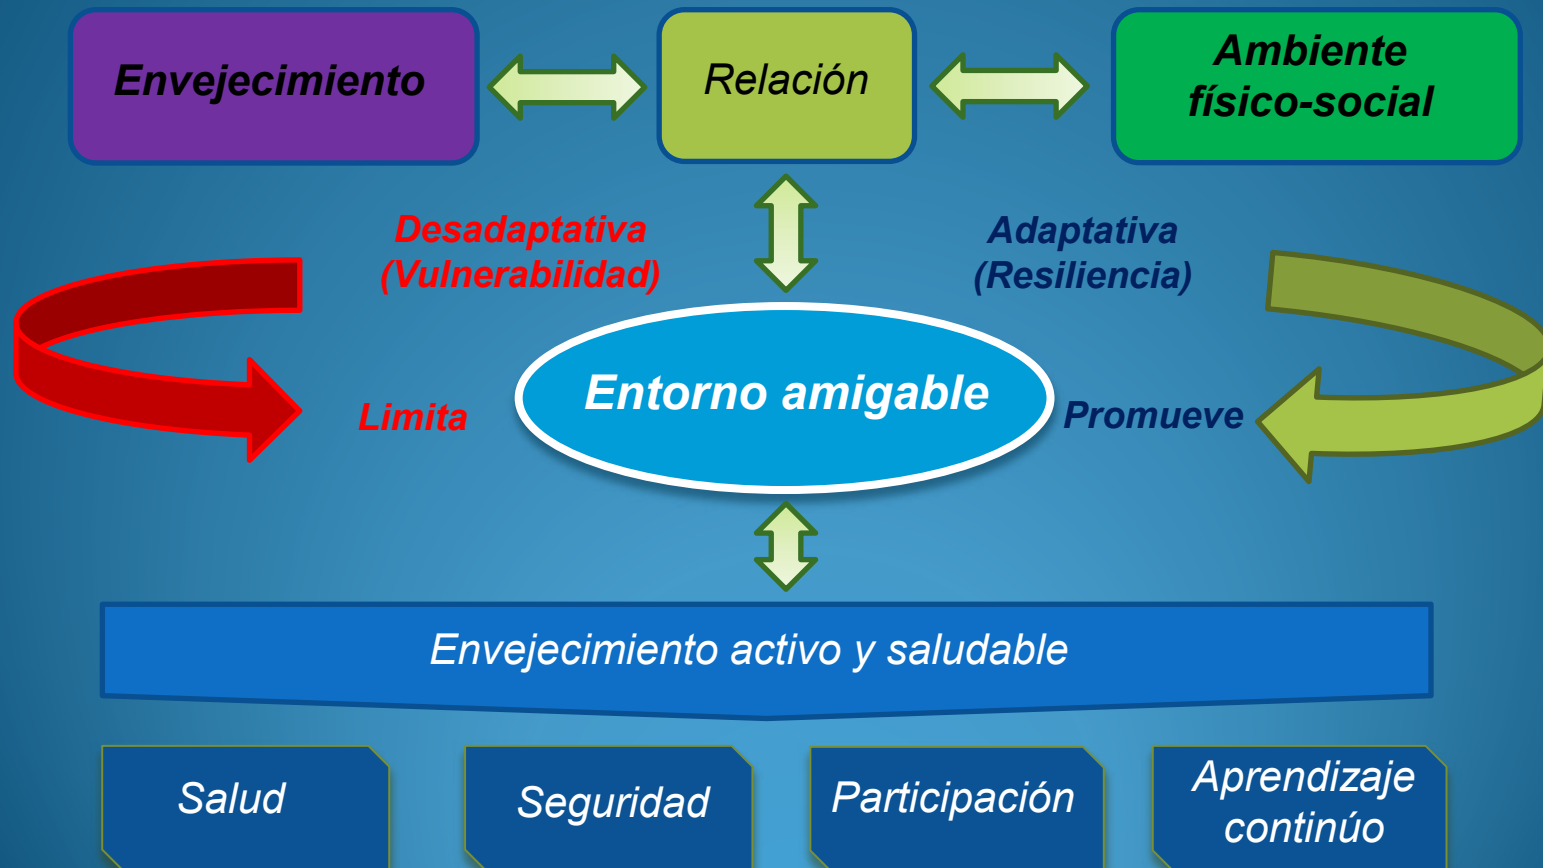 Envejecimiento
Relación
Ambiente
físico-social
Desadaptativa
(Vulnerabilidad)
Adaptativa
(Resiliencia)
Limita
Entorno amigable
Promueve
Envejecimiento activo y saludable
Salud
Seguridad
Participación
Aprendizaje
continúo